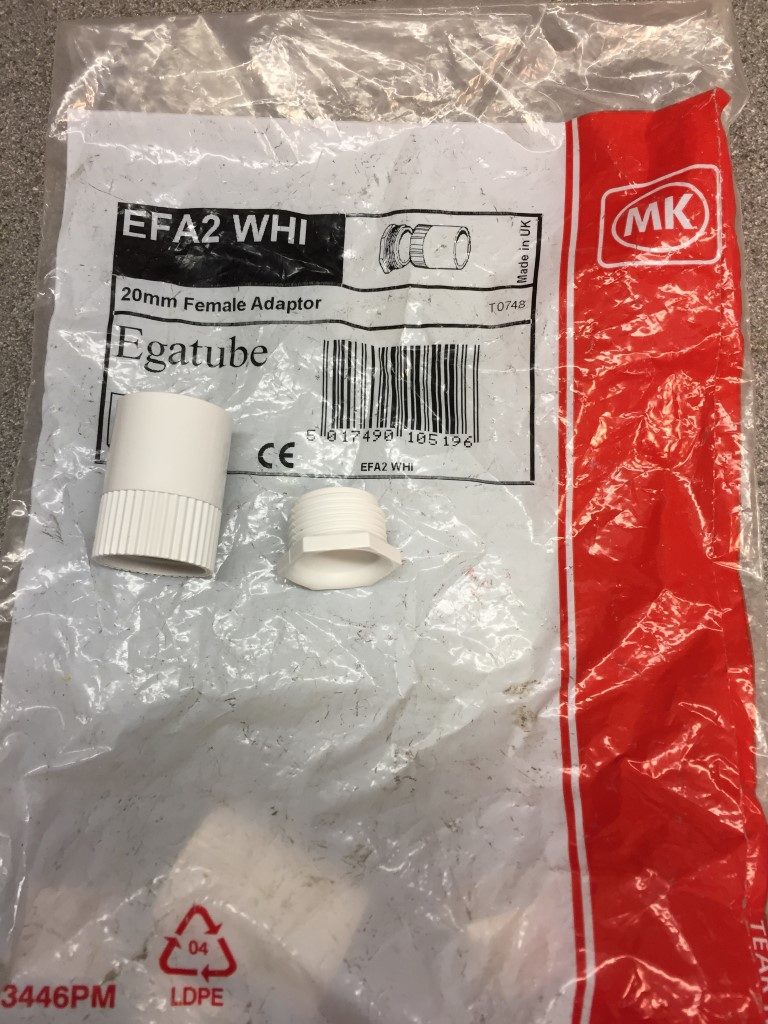 EFA2 WHI
Made in UK
MK
20mm Female Adaptor
T0748
Egatube
5 017490 105196
CE
EFA2 WHI
04
LDPE
3446PM
TEAR